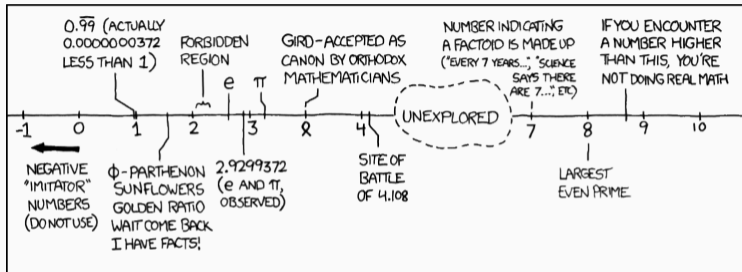 0.99̅ (ACTUALLY
0.0000000372
LESS THAN 1)
FORBIDDEN
REGION
e
π
GIRD-ACCEPTED AS
CANON BY ORTHODOX
MATHEMATICIANS
NUMBER INDICATING
A FACTOID IS MADE UP
("EVERY 7 YEARS...", "SCIENCE
SAYS THERE
ARE 7...", ETC)
IF YOU ENCOUNTER
A NUMBER HIGHER
THAN THIS, YOU'RE
NOT DOING REAL MATH
UNEXPLORED
-1 0 1 2 3 4 7 8 9 10
NEGATIVE
"IMITATOR"
NUMBERS
(DO NOT USE)
Φ-PARTHENON
SUNFLOWERS
GOLDEN RATIO
WAIT COME BACK
I HAVE FACTS!
2.9299372
(e AND π,
OBSERVED)
SITE OF
BATTLE
OF 4.108
LARGEST
EVEN PRIME